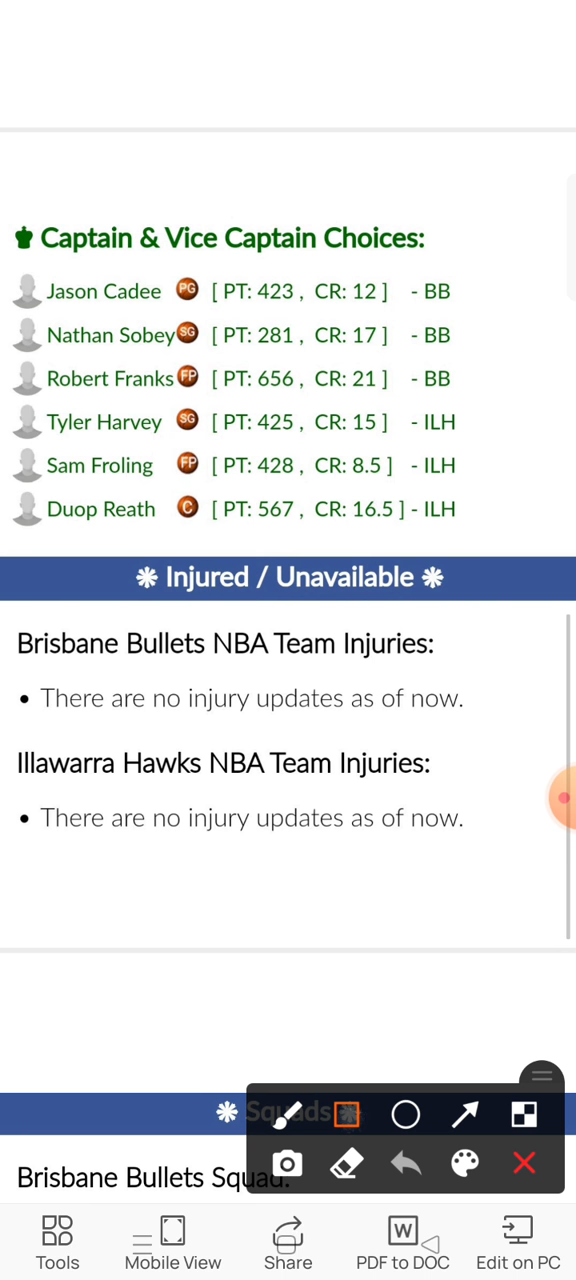 Captain & Vice Captain Choices:
Jason Cadee PG [ PT: 423 , CR: 12 ] - BB
Nathan Sobey SG [ PT: 281 , CR: 17 ] - BB
Robert Franks FP [ PT: 656 , CR: 21 ] - BB
Tyler Harvey SG [ PT: 425 , CR: 15 ] - ILH
Sam Froling FP [ PT: 428 , CR: 8.5 ] - ILH
Duop Reath C [ PT: 567 , CR: 16.5 ] - ILH
Injured / Unavailable
Brisbane Bullets NBA Team Injuries:
• There are no injury updates as of now.
Illawarra Hawks NBA Team Injuries:
• There are no injury updates as of now.
Squads
Brisbane Bullets Squad:
W
Tools Mobile View Share PDF to DOC Edit on PC